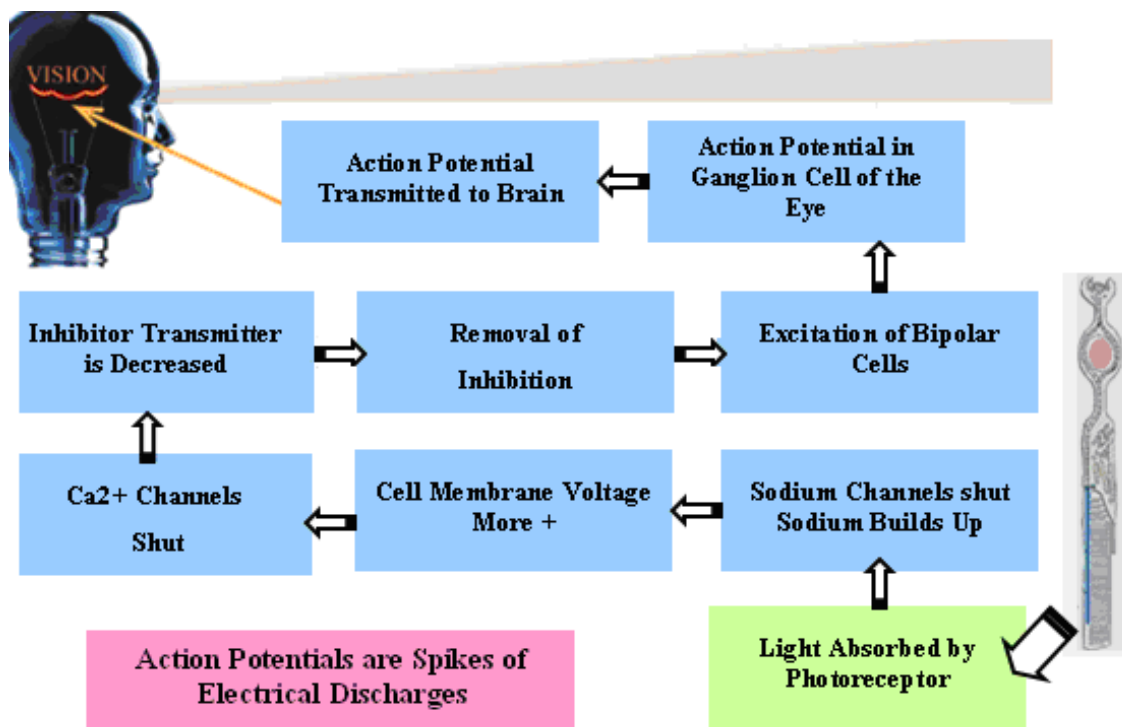 VISION
Action Potential
Transmitted to Brain
Action Potential in
Ganglion Cell of the
Eye
Inhibitor Transmitter
is Decreased
Removal of
Inhibition
Excitation of Bipolar
Cells
Ca2+ Channels
Shut
Cell Membrane Voltage
More +
Sodium Channels shut
Sodium Builds Up
Action Potentials are Spikes of
Electrical Discharges
Light Absorbed by
Photoreceptor